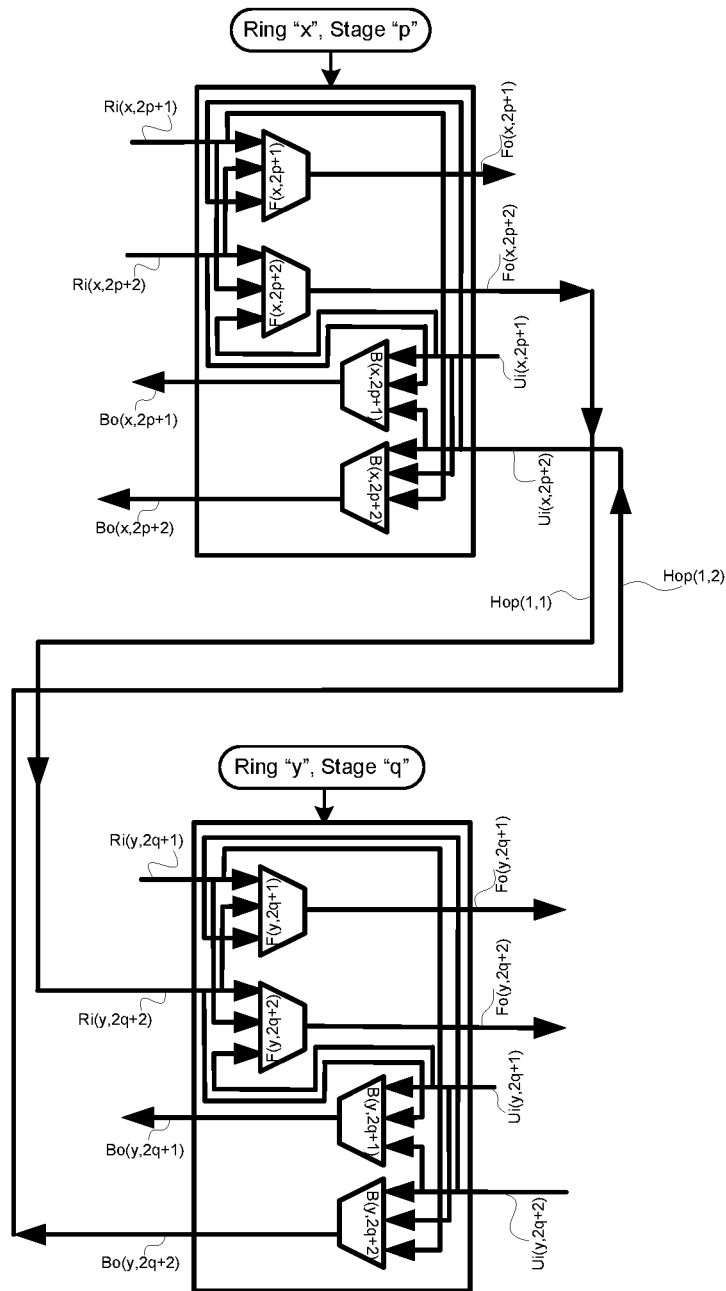 Ring “x”, Stage “p”
Ri(x,2p+1)
Fo(x,2p+1)
F(x,2p+1)
Ri(x,2p+2)
F(x,2p+2)
Fo(x,2p+2)
Ui(x,2p+1)
B(x,2p+1)
Bo(x,2p+1)
B(x,2p+2)
Ui(x,2p+2)
Bo(x,2p+2)
Hop(1,2)
Hop(1,1)
Ring “y”, Stage “q”
Ri(y,2q+1)
Fo(y,2q+1)
F(y,2q+1)
Ri(y,2q+2)
F(y,2q+2)
Fo(y,2q+2)
Ui(y,2q+1)
B(y,2q+1)
Bo(y,2q+1)
B(y,2q+2)
Ui(y,2q+2)
Bo(y,2q+2)